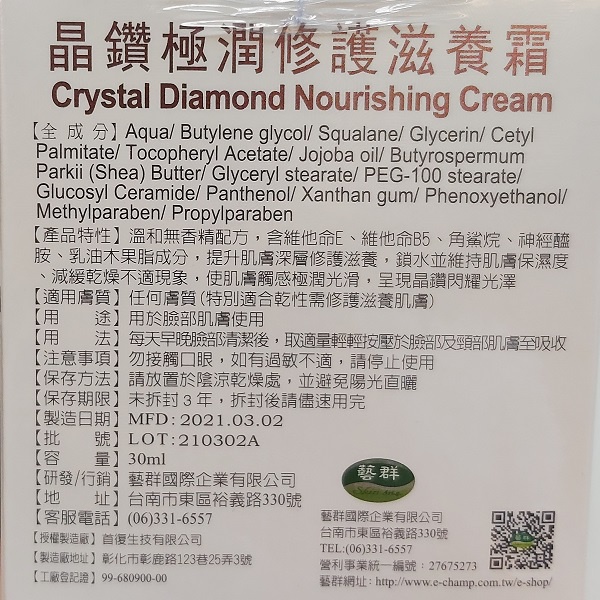 晶鑽極潤修護滋養霜
Crystal Diamond Nourishing Cream
【全 成 分】Aqua/ Butylene glycol/ Squalane/ Glycerin/ Cetyl
Palmitate/ Tocopheryl Acetate/ Jojoba oil/ Butyrospermum
Parkii (Shea) Butter/ Glyceryl stearate/ PEG-100 stearate/
Glucosyl Ceramide/ Panthenol/ Xanthan gum/ Phenoxyethanol/
Methylparaben/ Propylparaben
【產品特性】溫和無香精配方，含維他命E、維他命B5、角鯊烷、神經醯
胺、乳油木果脂成分，提升肌膚深層修護滋養，鎖水並維持肌膚保濕度
、減緩乾燥不適現象，使肌膚觸感極潤光滑，呈現晶鑽閃耀光澤
【適用膚質】任何膚質(特別適合乾性需修護滋養肌膚)
【用　　途】用於臉部肌膚使用
【用　　法】每天早晚臉部清潔後，取適量輕輕按壓於臉部及頸部肌膚至吸收
【注意事項】勿接觸口眼，如有過敏不適，請停止使用
【保存方法】請放置於陰涼乾燥處，並避免陽光直曬
【保存期限】未拆封3年，拆封後請儘速用完
【製造日期】MFD: 2021.03.02
【批　　號】LOT: 210302A
【容　　量】30ml
【研發/行銷】藝群國際企業有限公司
【地　　址】台南市東區裕義路330號
【客服電話】(06)331-6557
【授權製造廠】首復生技有限公司
【製造廠地址】彰化市彰鹿路123巷25弄3號
【工廠登記證】99-680900-00
藝群
藝群國際企業有限公司
台南市東區裕義路330號
TEL:(06)331-6557
營利事業統一編號：27675273
藝群網址：http://www.e-champ.com.tw/e-shop/